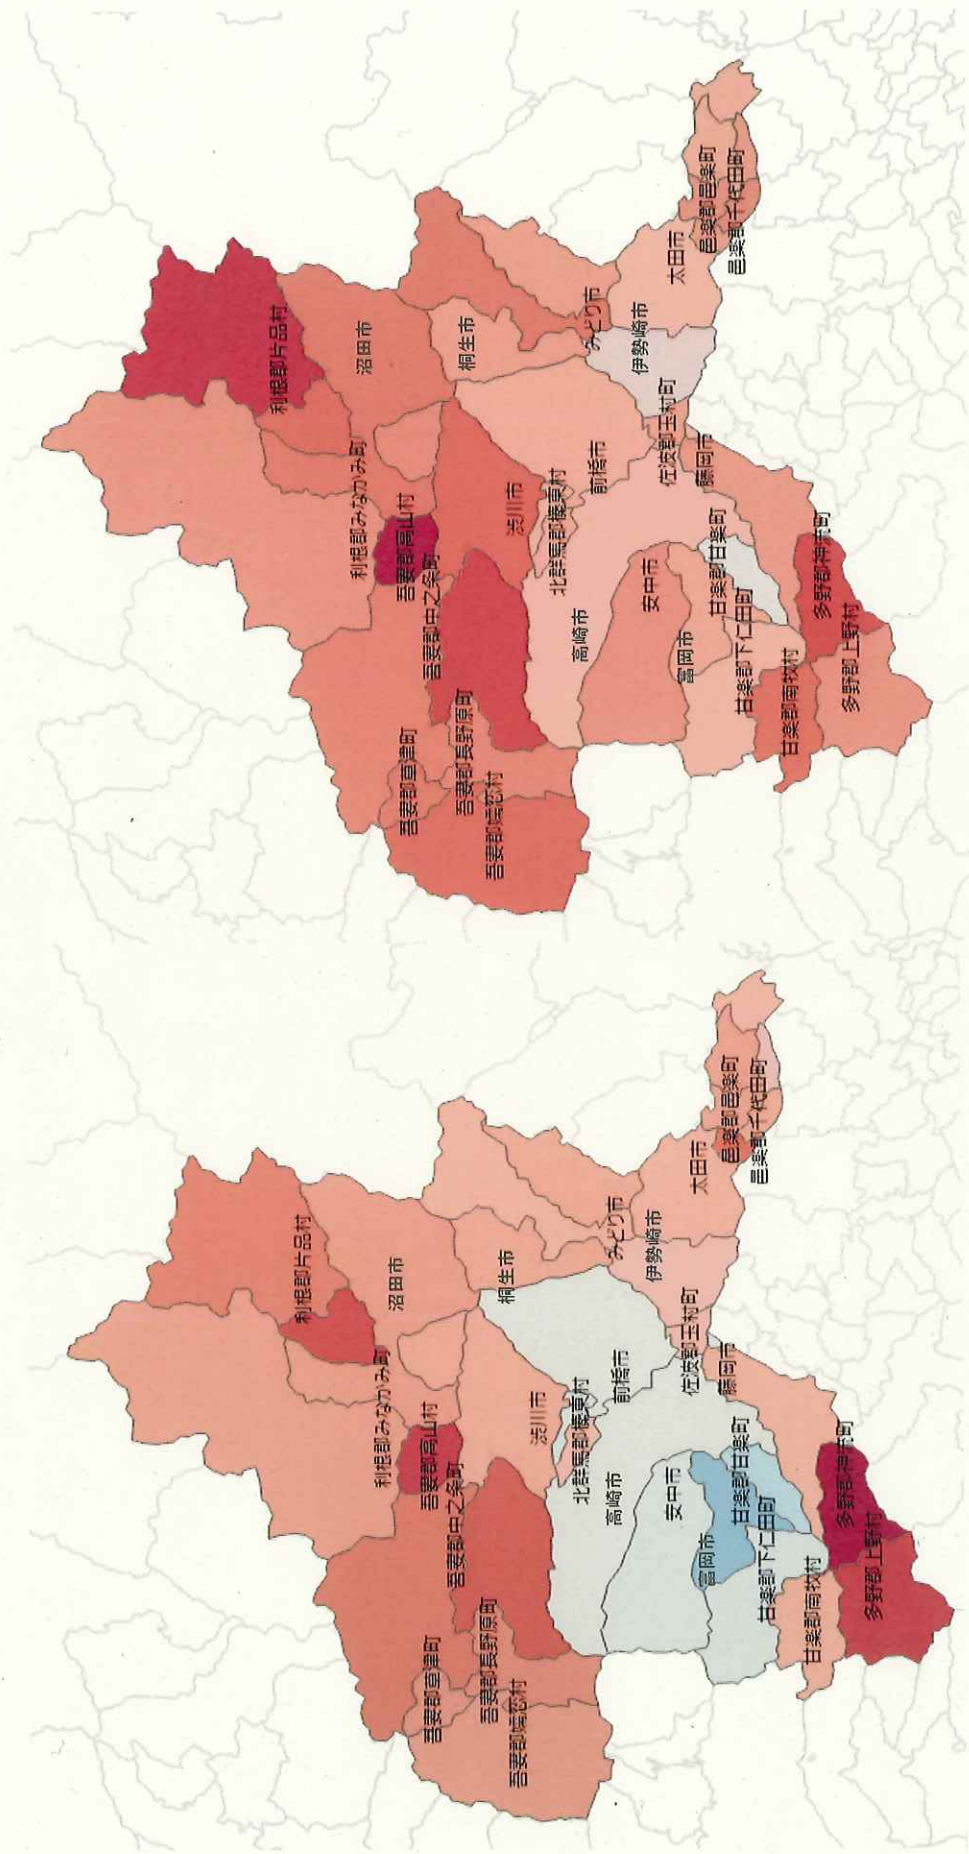 利根郡片品村
沼田市
利根郡みなかみ町
桐生市
吾妻郡高山村
吾妻郡中之条町
渋川市
みどり市
太田市
邑楽郡邑楽町
邑楽郡千代田町
伊勢崎市
北群馬郡榛東村
前橋市
佐波郡玉村町
藤岡市
吾妻郡草津町
吾妻郡長野原町
吾妻郡嬬恋村
高崎市
安中市
富岡市
甘楽郡甘楽町
甘楽郡下仁田町
甘楽郡南牧村
多野郡神流町
多野郡上野村
利根郡片品村
沼田市
利根郡みなかみ町
桐生市
吾妻郡高山村
吾妻郡中之条町
渋川市
みどり市
太田市
邑楽郡邑楽町
邑楽郡千代田町
伊勢崎市
北群馬郡榛東村
前橋市
佐波郡玉村町
藤岡市
吾妻郡草津町
吾妻郡長野原町
吾妻郡嬬恋村
高崎市
安中市
富岡市
甘楽郡甘楽町
甘楽郡下仁田町
甘楽郡南牧村
多野郡神流町
多野郡上野村